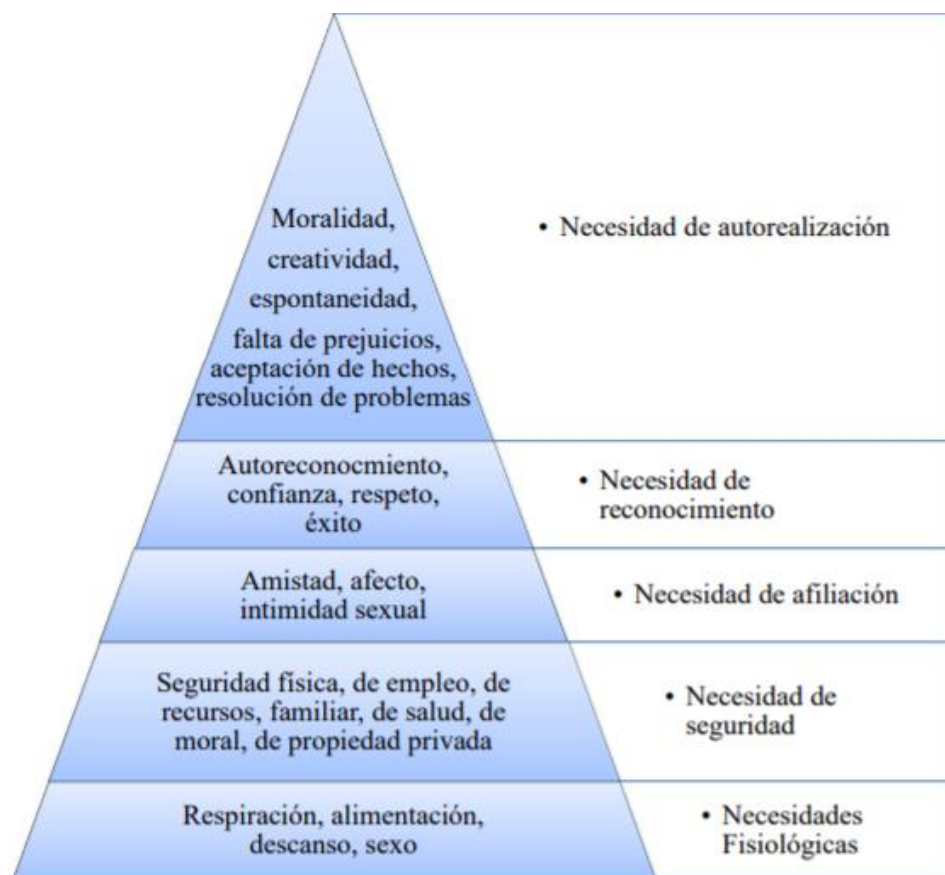 Moralidad,
creatividad,
espontaneidad,
falta de prejuicios,
aceptación de hechos,
resolución de problemas
• Necesidad de autorealización
Autoreconocmiento,
confianza, respeto,
éxito
• Necesidad de
reconocimiento
Amistad, afecto,
intimidad sexual
• Necesidad de afiliación
Seguridad física, de empleo, de
recursos, familiar, de salud, de
moral, de propiedad privada
• Necesidad de
seguridad
Respiración, alimentación,
descanso, sexo
• Necesidades
Fisiológicas